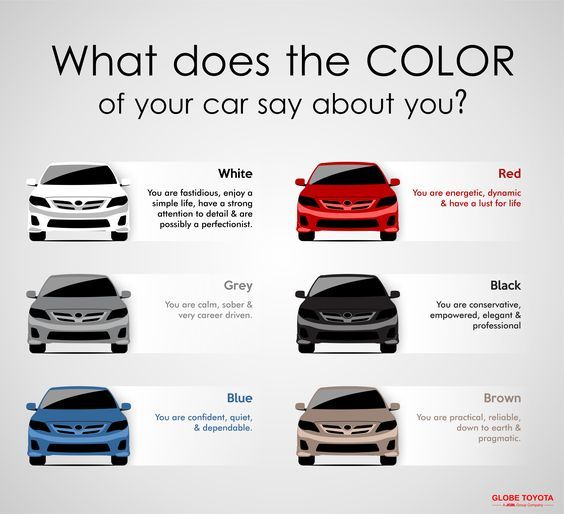 What does the COLOR
of your car say about you?
White
You are fastidious, enjoy a
simple life, have a strong
attention to detail & are
possibly a perfectionist.
Red
You are energetic, dynamic
& have a lust for life
Grey
You are calm, sober &
very career driven.
Black
You are conservative,
empowered, elegant &
professional
Blue
You are confident, quiet,
& dependable.
Brown
You are practical, reliable,
down to earth &
pragmatic.
GLOBE TOYOTA